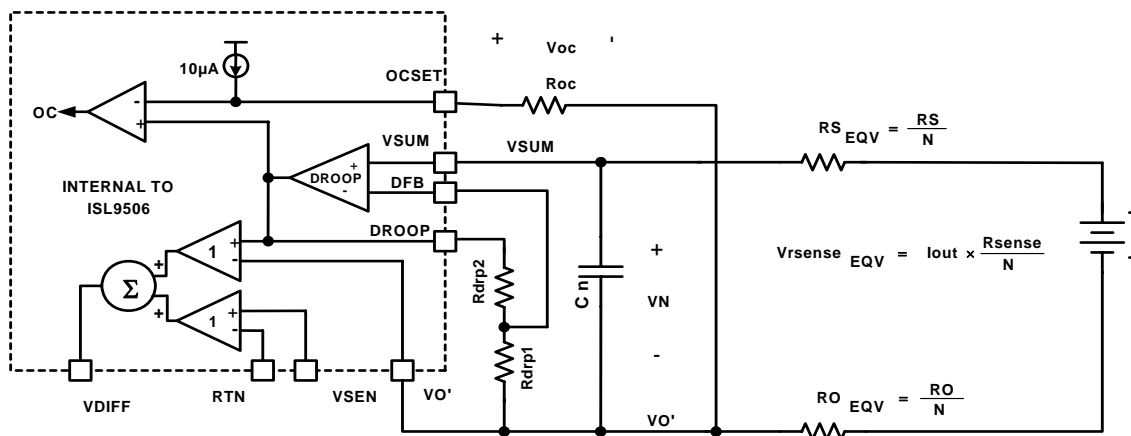 + Voc '
10µA
OCSET
Roc
OC
-
+
RS EQV = RS / N
VSUM
VSUM
+
DROOP
-
DFB
INTERNAL TO
ISL9506
DROOP
+
1
-
Σ
+
+
+
1
-
Rdrp2
Rdrp1
Cn
+
VN
-
Vrsense EQV = Iout × Rsense / N
+
-
VDIFF
RTN
VSEN
VO'
VO'
RO EQV = RO / N